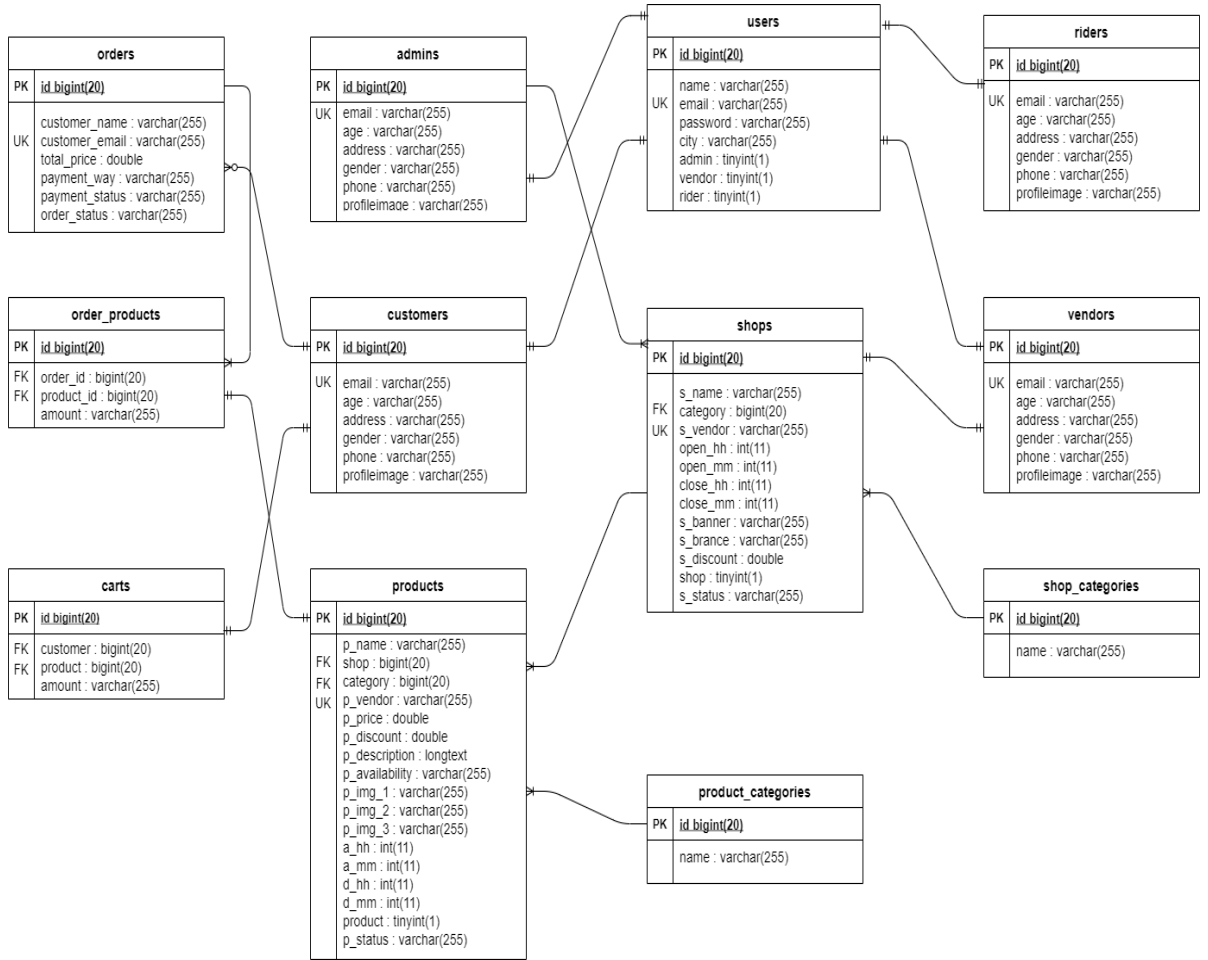 orders
PK id bigint(20)
customer_name : varchar(255)
UK customer_email : varchar(255)
total_price : double
payment_way : varchar(255)
payment_status : varchar(255)
order_status : varchar(255)
admins
PK id bigint(20)
UK email : varchar(255)
age : varchar(255)
address : varchar(255)
gender : varchar(255)
phone : varchar(255)
profileimage : varchar(255)
users
PK id bigint(20)
name : varchar(255)
UK email : varchar(255)
password : varchar(255)
city : varchar(255)
admin : tinyint(1)
vendor : tinyint(1)
rider : tinyint(1)
riders
PK id bigint(20)
UK email : varchar(255)
age : varchar(255)
address : varchar(255)
gender : varchar(255)
phone : varchar(255)
profileimage : varchar(255)
order_products
PK id bigint(20)
FK order_id : bigint(20)
FK product_id : bigint(20)
amount : varchar(255)
customers
PK id bigint(20)
UK email : varchar(255)
age : varchar(255)
address : varchar(255)
gender : varchar(255)
phone : varchar(255)
profileimage : varchar(255)
shops
PK id bigint(20)
s_name : varchar(255)
FK category : bigint(20)
UK s_vendor : varchar(255)
open_hh : int(11)
open_mm : int(11)
close_hh : int(11)
close_mm : int(11)
s_banner : varchar(255)
s_brance : varchar(255)
s_discount : double
shop : tinyint(1)
s_status : varchar(255)
vendors
PK id bigint(20)
UK email : varchar(255)
age : varchar(255)
address : varchar(255)
gender : varchar(255)
phone : varchar(255)
profileimage : varchar(255)
carts
PK id bigint(20)
FK customer : bigint(20)
FK product : bigint(20)
amount : varchar(255)
products
PK id bigint(20)
p_name : varchar(255)
FK shop : bigint(20)
FK category : bigint(20)
UK p_vendor : varchar(255)
p_price : double
p_discount : double
p_description : longtext
p_availability : varchar(255)
p_img_1 : varchar(255)
p_img_2 : varchar(255)
p_img_3 : varchar(255)
a_hh : int(11)
a_mm : int(11)
d_hh : int(11)
d_mm : int(11)
product : tinyint(1)
p_status : varchar(255)
shop_categories
PK id bigint(20)
name : varchar(255)
product_categories
PK id bigint(20)
name : varchar(255)